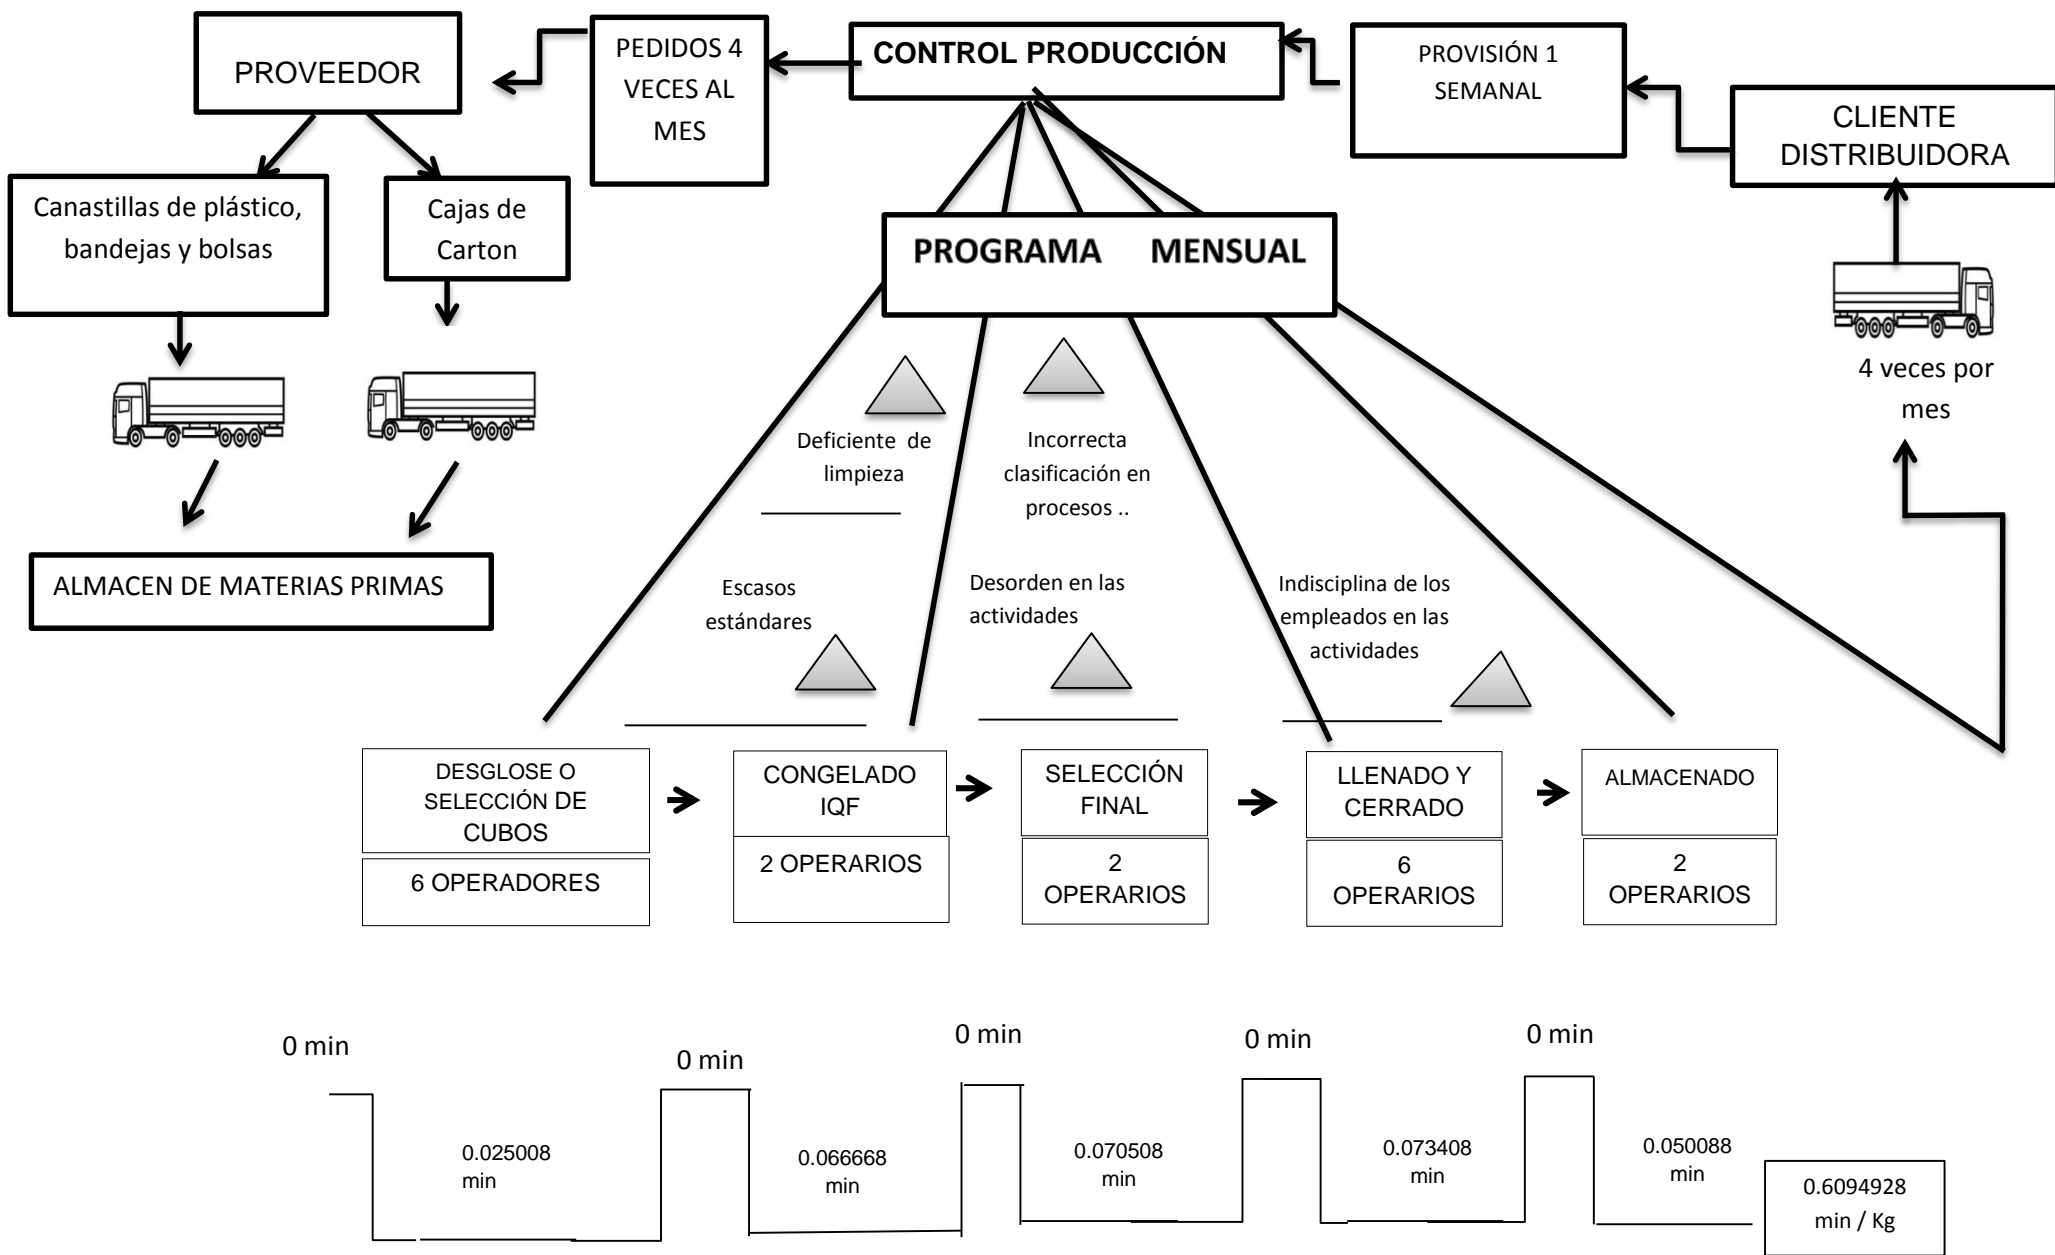 PROVEEDOR
PEDIDOS 4
VECES AL
MES
CONTROL PRODUCCIÓN
PROVISIÓN 1
SEMANAL
CLIENTE
DISTRIBUIDORA
Canastillas de plástico,
bandejas y bolsas
Cajas de
Carton
PROGRAMA MENSUAL
4 veces por
mes
Deficiente de
limpieza
Incorrecta
clasificación en
procesos ..
ALMACEN DE MATERIAS PRIMAS
Escasos
estándares
Desorden en las
actividades
Indisciplina de los
empleados en las
actividades
DESGLOSE O
SELECCIÓN DE
CUBOS
6 OPERADORES
CONGELADO
IQF
2 OPERARIOS
SELECCIÓN
FINAL
2
OPERARIOS
LLENADO Y
CERRADO
6
OPERARIOS
ALMACENADO
2
OPERARIOS
0 min
0 min
0 min
0 min
0 min
0.025008
min
0.066668
min
0.070508
min
0.073408
min
0.050088
min
0.6094928
min / Kg